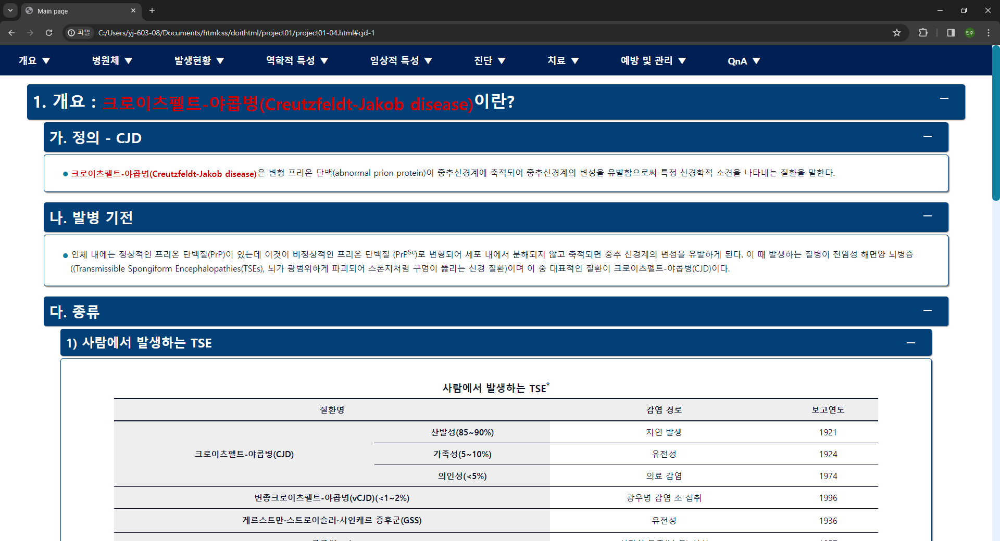 Main page
파일 C:/Users/yj-603-08/Documents/htmlcss/doithtml/project01/project01-04.html#cjd-1
민주
개요 ▼ 병원체 ▼ 발생현황 ▼ 역학적 특성 ▼ 임상적 특성 ▼ 진단 ▼ 치료 ▼ 예방 및 관리 ▼ QnA ▼
1. 개요 : 크로이츠펠트-야콥병(Creutzfeldt-Jakob disease)이란?
가. 정의 - CJD
크로이츠펠트-야콥병(Creutzfeldt-Jakob disease)은 변형 프리온 단백(abnormal prion protein)이 중추신경계에 축적되어 중추신경계의 변성을 유발함으로써 특정 신경학적 소견을 나타내는 질환을 말한다.
나. 발병 기전
인체 내에는 정상적인 프리온 단백질(PrP)이 있는데 이것이 비정상적인 프리온 단백질 (PrPSc)로 변형되어 세포 내에서 분해되지 않고 축적되면 중추 신경계의 변성을 유발하게 된다. 이 때 발생하는 질병이 전염성 해면양 뇌병증
((Transmissible Spongiform Encephalopathies(TSEs), 뇌가 광범위하게 파괴되어 스폰지처럼 구멍이 뚫리는 신경 질환)이며 이 중 대표적인 질환이 크로이츠펠트-야콥병(CJD)이다.
다. 종류
1) 사람에서 발생하는 TSE
사람에서 발생하는 TSE*
질환명 감염 경로 보고연도
산발성(85~90%) 자연 발생 1921
크로이츠펠트-야콥병(CJD) 가족성(5~10%) 유전성 1924
의인성(<5%) 의료 감염 1974
변종크로이츠펠트-야콥병(vCJD)(<1~2%) 광우병 감염 소 섭취 1996
게르스트만-스트로이슬러-샤인케르 증후군(GSS) 유전성 1936